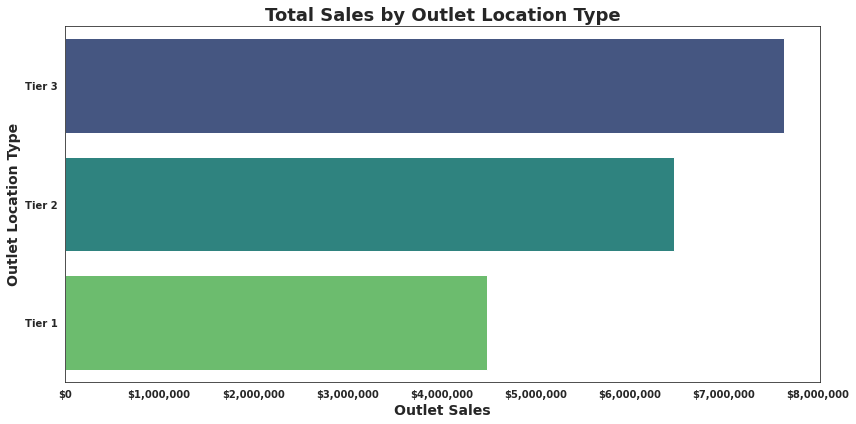 Total Sales by Outlet Location Type
Outlet Location Type
Tier 3
Tier 2
Tier 1
$0 $1,000,000 $2,000,000 $3,000,000 $4,000,000 $5,000,000 $6,000,000 $7,000,000 $8,000,000
Outlet Sales